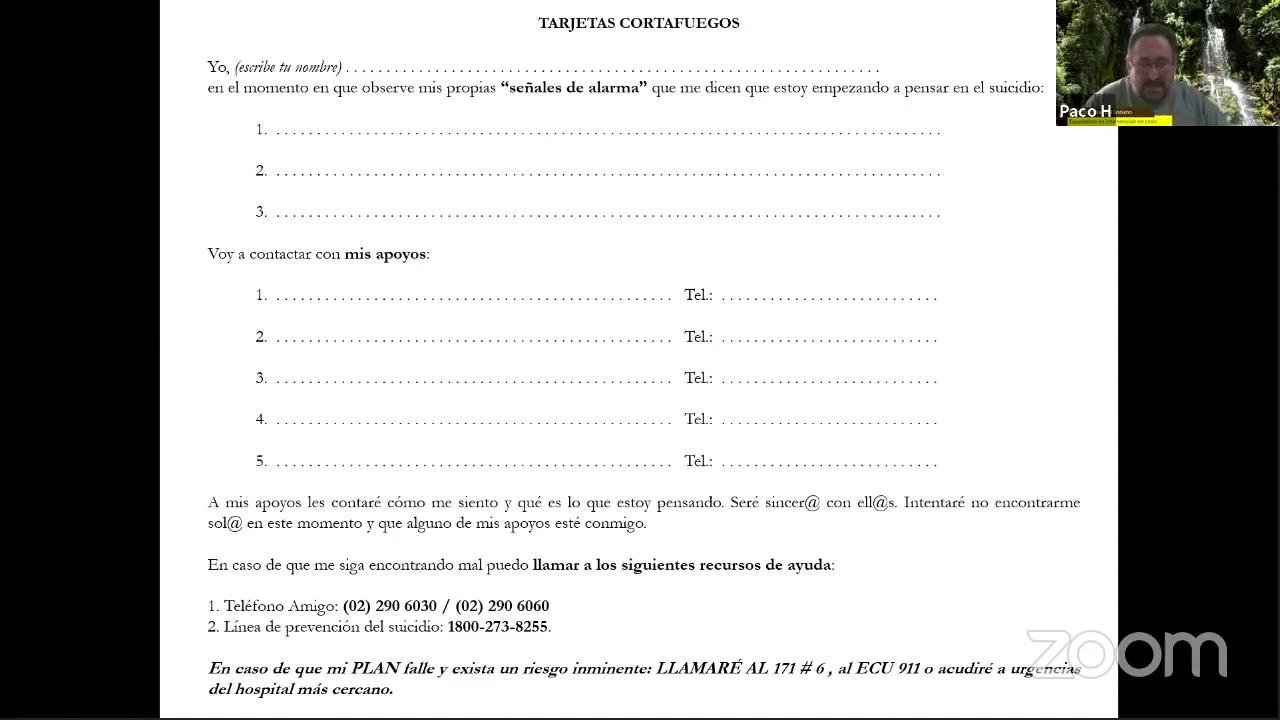 TARJETAS CORTAFUEGOS
Yo, (escribe tu nombre) . . . . . . . . . . . . . . . . . . . . . . . . . . . . . . . . . . . . . . . . . . . . . . . . . . . . . . . . . . . . . . . . .
en el momento en que observe mis propias “señales de alarma” que me dicen que estoy empezando a pensar en el suicidio:
1. . . . . . . . . . . . . . . . . . . . . . . . . . . . . . . . . . . . . . . . . . . . . . . . . . . . . . . . . . . . . . . . . . . . . . . . . . . . . . . . . .
2. . . . . . . . . . . . . . . . . . . . . . . . . . . . . . . . . . . . . . . . . . . . . . . . . . . . . . . . . . . . . . . . . . . . . . . . . . . . . . . . . .
3. . . . . . . . . . . . . . . . . . . . . . . . . . . . . . . . . . . . . . . . . . . . . . . . . . . . . . . . . . . . . . . . . . . . . . . . . . . . . . . . . .
Voy a contactar con mis apoyos:
1. . . . . . . . . . . . . . . . . . . . . . . . . . . . . . . . . . . . . . . . . . . . . . . . . Tel.: . . . . . . . . . . . . . . . . . . . . . . . . . .
2. . . . . . . . . . . . . . . . . . . . . . . . . . . . . . . . . . . . . . . . . . . . . . . . . Tel.: . . . . . . . . . . . . . . . . . . . . . . . . . .
3. . . . . . . . . . . . . . . . . . . . . . . . . . . . . . . . . . . . . . . . . . . . . . . . . Tel.: . . . . . . . . . . . . . . . . . . . . . . . . . .
4. . . . . . . . . . . . . . . . . . . . . . . . . . . . . . . . . . . . . . . . . . . . . . . . . Tel.: . . . . . . . . . . . . . . . . . . . . . . . . . .
5. . . . . . . . . . . . . . . . . . . . . . . . . . . . . . . . . . . . . . . . . . . . . . . . . Tel.: . . . . . . . . . . . . . . . . . . . . . . . . . .
A mis apoyos les contaré cómo me siento y qué es lo que estoy pensando. Seré sincer@ con ell@s. Intentaré no encontrarme
sol@ en este momento y que alguno de mis apoyos esté conmigo.
En caso de que me siga encontrando mal puedo llamar a los siguientes recursos de ayuda:
1. Teléfono Amigo: (02) 290 6030 / (02) 290 6060
2. Línea de prevención del suicidio: 1800-273-8255.
En caso de que mi PLAN falle y exista un riesgo inminente: LLAMARÉ AL 171 # 6 , al ECU 911 o acudiré a urgencias
del hospital más cercano.
Paco H
Soriano
Especialista en intervención en crisis
zoom